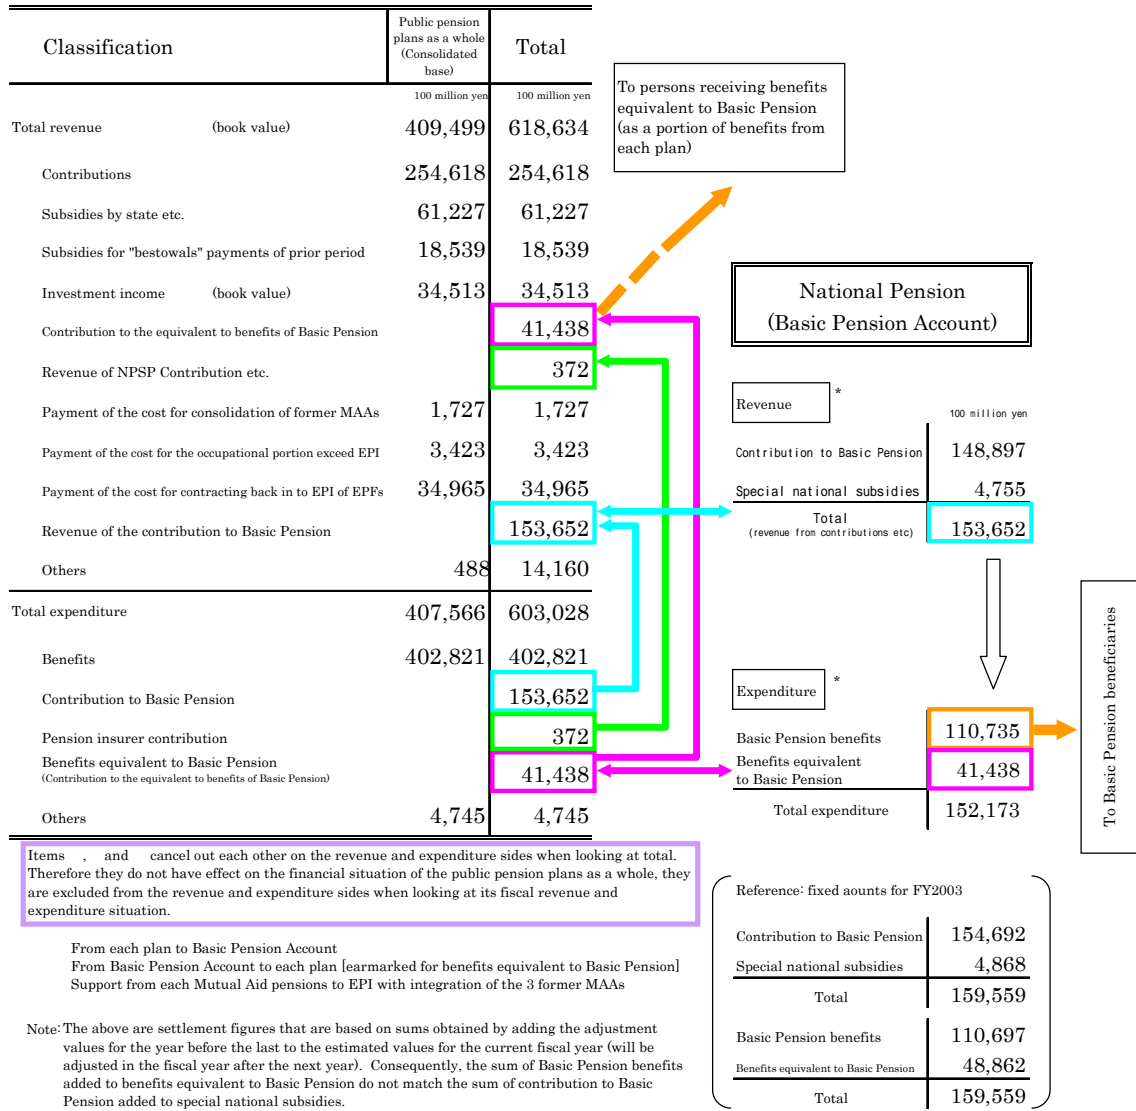 Classification
Public pension
plans as a whole
(Consolidated
base)
Total
100 million yen 100 million yen
Total revenue (book value) 409,499 618,634
Contributions 254,618 254,618
Subsidies by state etc. 61,227 61,227
Subsidies for "bestowals" payments of prior period 18,539 18,539
Investment income (book value) 34,513 34,513
Contribution to the equivalent to benefits of Basic Pension 41,438
Revenue of NPSP Contribution etc. 372
Payment of the cost for consolidation of former MAAs 1,727 1,727
Payment of the cost for the occupational portion exceed EPI 3,423 3,423
Payment of the cost for contracting back in to EPI of EPFs 34,965 34,965
Revenue of the contribution to Basic Pension 153,652
Others 488 14,160
Total expenditure 407,566 603,028
Benefits 402,821 402,821
Contribution to Basic Pension 153,652
Pension insurer contribution 372
Benefits equivalent to Basic Pension
(Contribution to the equivalent to benefits of Basic Pension) 41,438
Others 4,745 4,745
To persons receiving benefits
equivalent to Basic Pension
(as a portion of benefits from
each plan)
National Pension
(Basic Pension Account)
Revenue *
100 million yen
Contribution to Basic Pension 148,897
Special national subsidies 4,755
Total
(revenue from contributions etc) 153,652
Expenditure *
Basic Pension benefits 110,735
Benefits equivalent
to Basic Pension 41,438
Total expenditure 152,173
To Basic Pension beneficiaries
Items , and cancel out each other on the revenue and expenditure sides when looking at total.
Therefore they do not have effect on the financial situation of the public pension plans as a whole, they
are excluded from the revenue and expenditure sides when looking at its fiscal revenue and
expenditure situation.
From each plan to Basic Pension Account
From Basic Pension Account to each plan [earmarked for benefits equivalent to Basic Pension]
Support from each Mutual Aid pensions to EPI with integration of the 3 former MAAs
Note: The above are settlement figures that are based on sums obtained by adding the adjustment
values for the year before the last to the estimated values for the current fiscal year (will be
adjusted in the fiscal year after the next year). Consequently, the sum of Basic Pension benefits
added to benefits equivalent to Basic Pension do not match the sum of contribution to Basic
Pension added to special national subsidies.
Reference: fixed aounts for FY2003
Contribution to Basic Pension 154,692
Special national subsidies 4,868
Total 159,559
Basic Pension benefits 110,697
Benefits equivalent to Basic Pension 48,862
Total 159,559